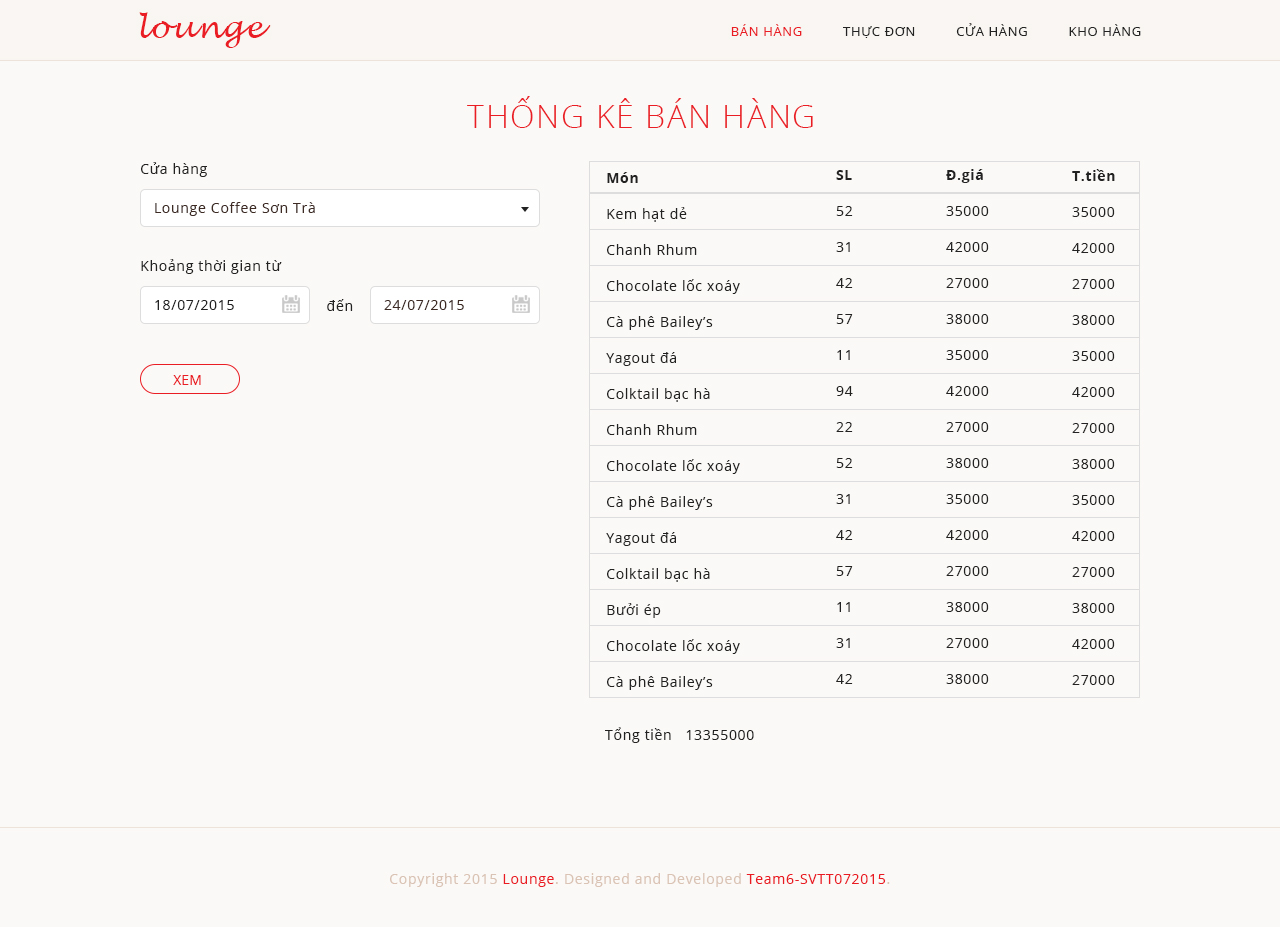 lounge
BÁN HÀNG THỰC ĐƠN CỬA HÀNG KHO HÀNG
THỐNG KÊ BÁN HÀNG
Cửa hàng
Lounge Coffee Sơn Trà
Khoảng thời gian từ
18/07/2015 đến 24/07/2015
XEM
Món SL Đ.giá T.tiền
Kem hạt dẻ 52 35000 35000
Chanh Rhum 31 42000 42000
Chocolate lốc xoáy 42 27000 27000
Cà phê Bailey’s 57 38000 38000
Yagout đá 11 35000 35000
Colktail bạc hà 94 42000 42000
Chanh Rhum 22 27000 27000
Chocolate lốc xoáy 52 38000 38000
Cà phê Bailey’s 31 35000 35000
Yagout đá 42 42000 42000
Colktail bạc hà 57 27000 27000
Bưởi ép 11 38000 38000
Chocolate lốc xoáy 31 27000 42000
Cà phê Bailey’s 42 38000 27000
Tổng tiền 13355000
Copyright 2015 Lounge. Designed and Developed Team6-SVTT072015.